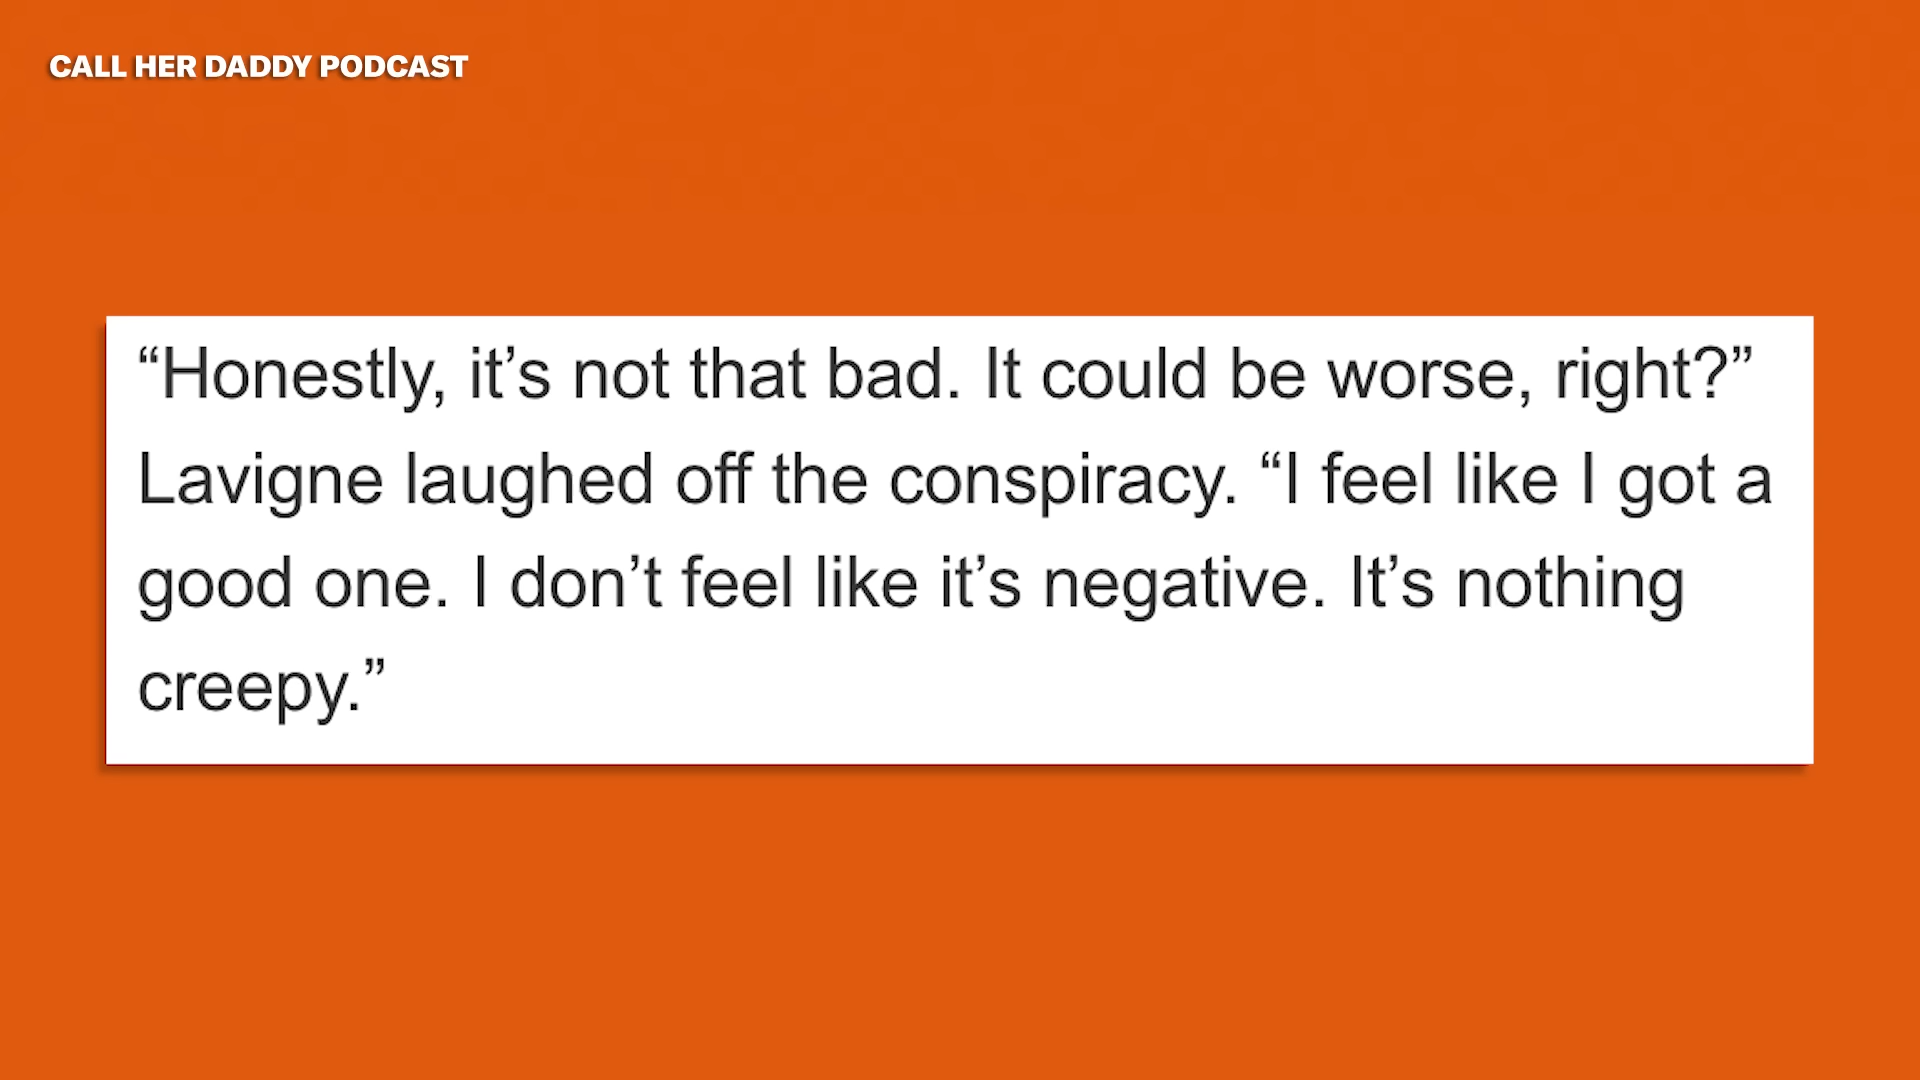 CALL HER DADDY PODCAST
“Honestly, it’s not that bad. It could be worse, right?”
Lavigne laughed off the conspiracy. “I feel like I got a
good one. I don’t feel like it’s negative. It’s nothing
creepy.”